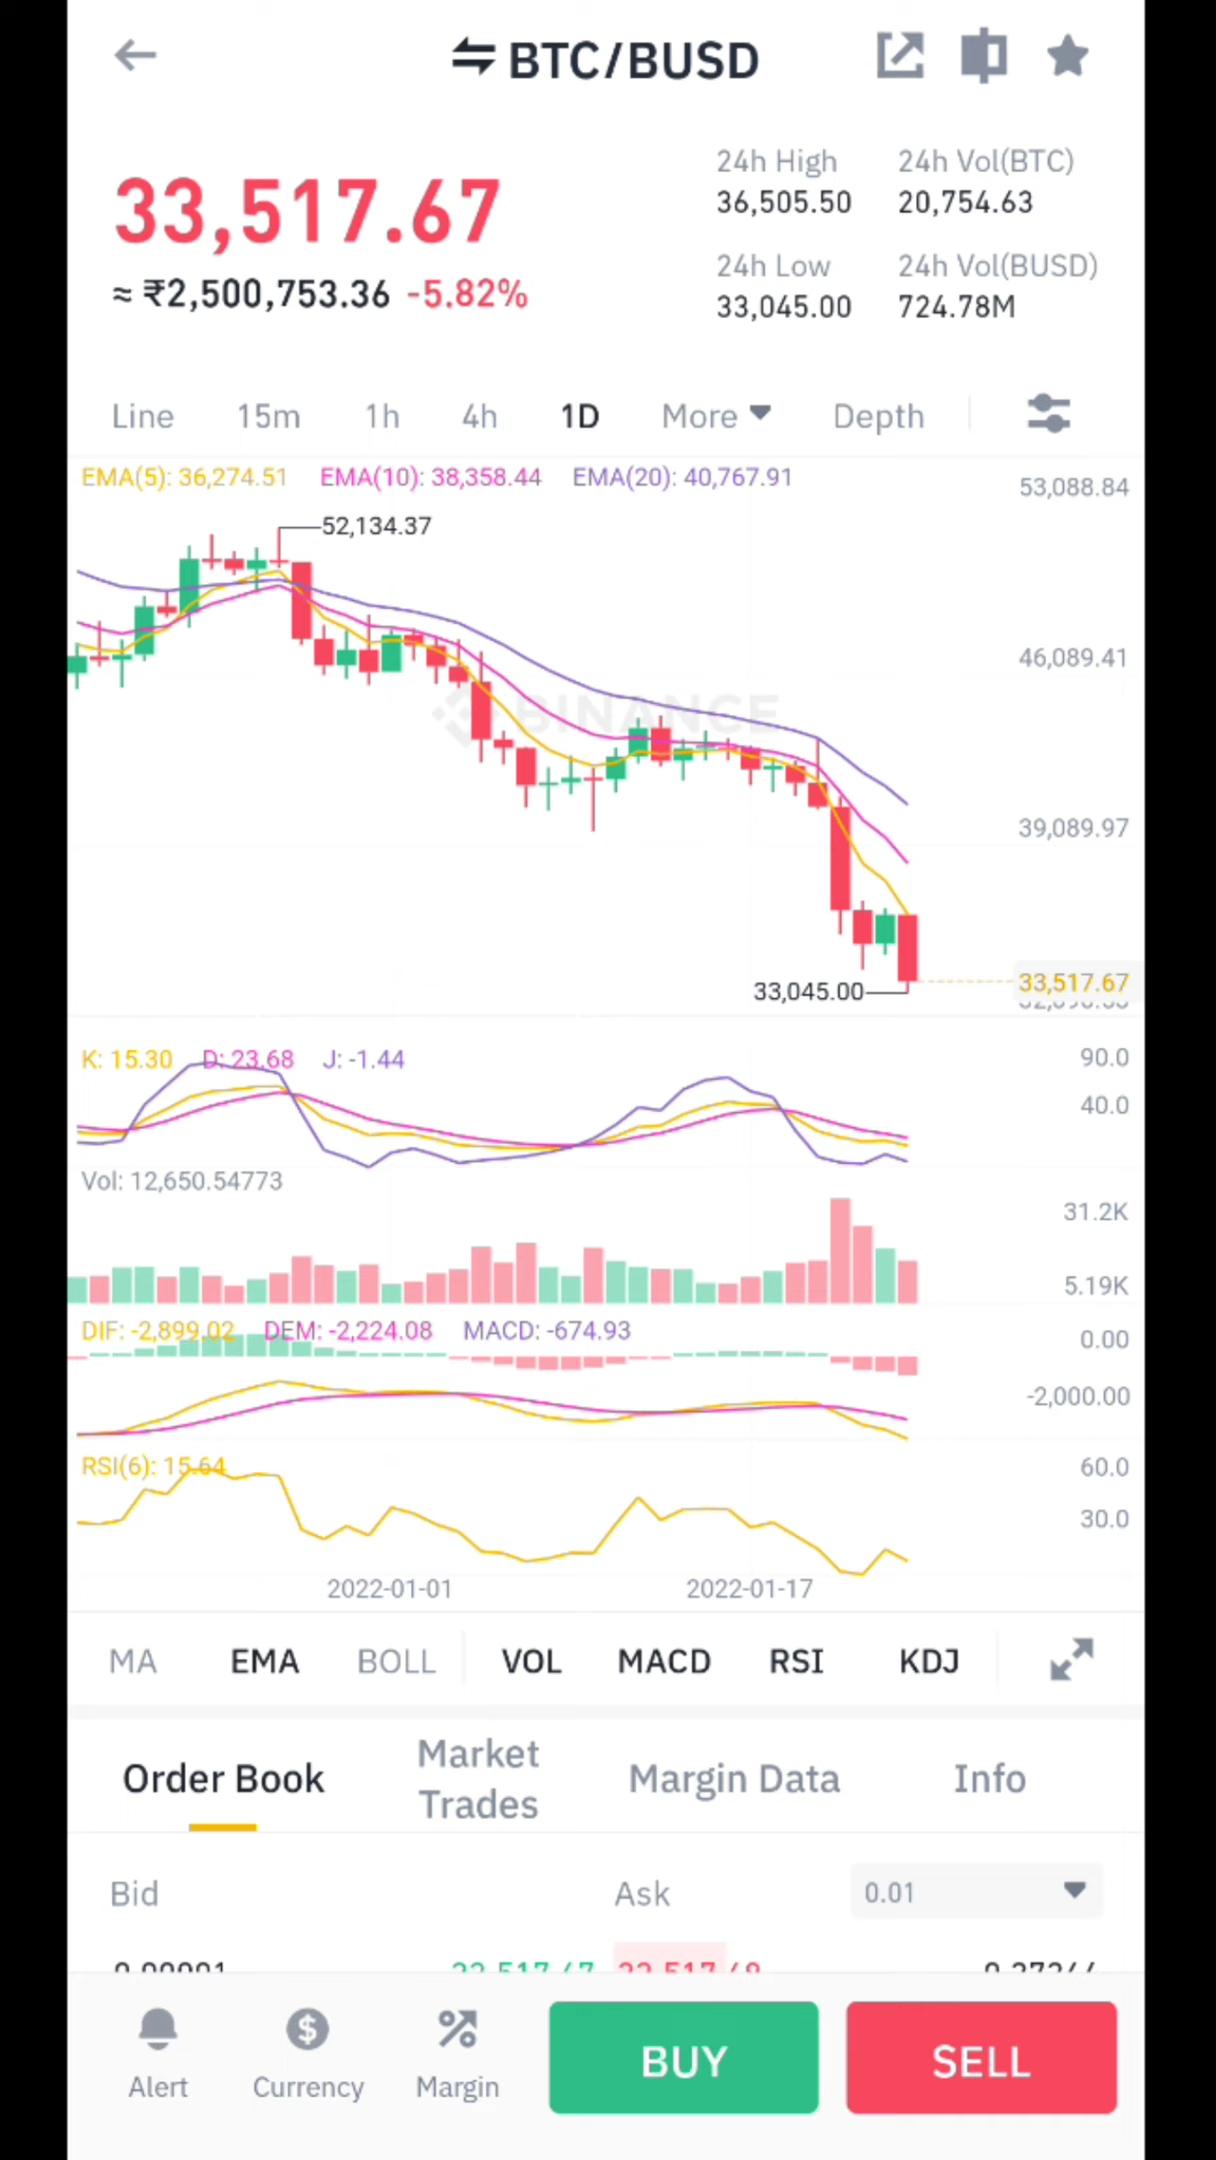 BTC/BUSD
33,517.67
≈ ₹2,500,753.36 -5.82%
24h High
36,505.50
24h Vol(BTC)
20,754.63
24h Low
33,045.00
24h Vol(BUSD)
724.78M
Line 15m 1h 4h 1D More Depth
EMA(5): 36,274.51 EMA(10): 38,358.44 EMA(20): 40,767.91
53,088.84
52,134.37
46,089.41
BINANCE
39,089.97
33,517.67
33,045.00
K: 15.30 D: 23.68 J: -1.44
90.0
40.0
Vol: 12,650.54773
31.2K
5.19K
DIF: -2,899.02 DEM: -2,224.08 MACD: -674.93
0.00
-2,000.00
RSI(6): 15.64
60.0
30.0
2022-01-01 2022-01-17
MA EMA BOLL VOL MACD RSI KDJ
Order Book
Market
Trades
Margin Data
Info
Bid Ask 0.01
Alert Currency Margin BUY SELL